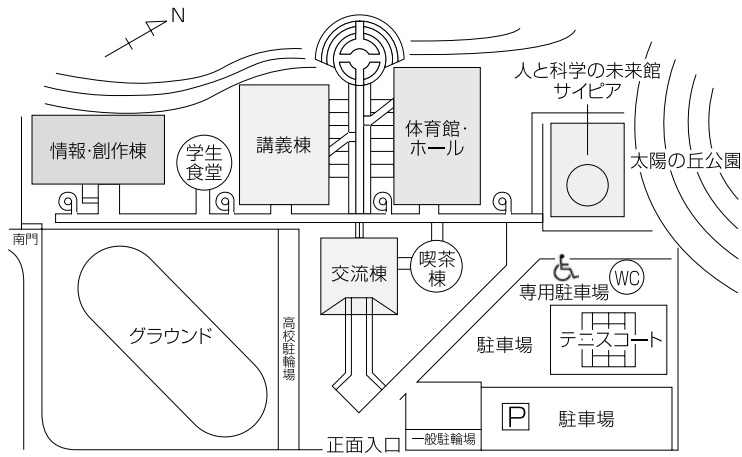 N
人と科学の未来館
サイピア
太陽の丘公園
情報・創作棟
学生
食堂
講義棟
体育館・
ホール
南門
交流棟
喫茶
棟
専用駐車場
WC
グラウンド
高校駐輪場
駐車場
テニスコート
P
駐車場
一般駐輪場
正面入口